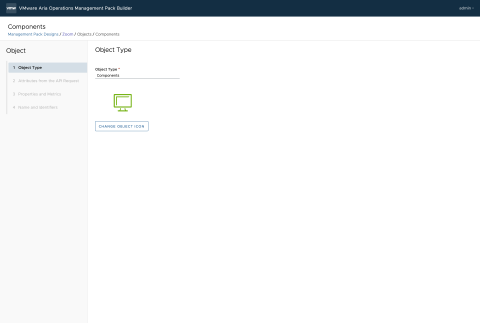 vmw VMware Aria Operations Management Pack Builder
admin
Components
Management Pack Designs / Zoom / Objects / Components
Object
1 Object Type
2 Attributes from the API Request
3 Properties and Metrics
4 Name and Identifiers
Object Type
Object Type *
Components
CHANGE OBJECT ICON